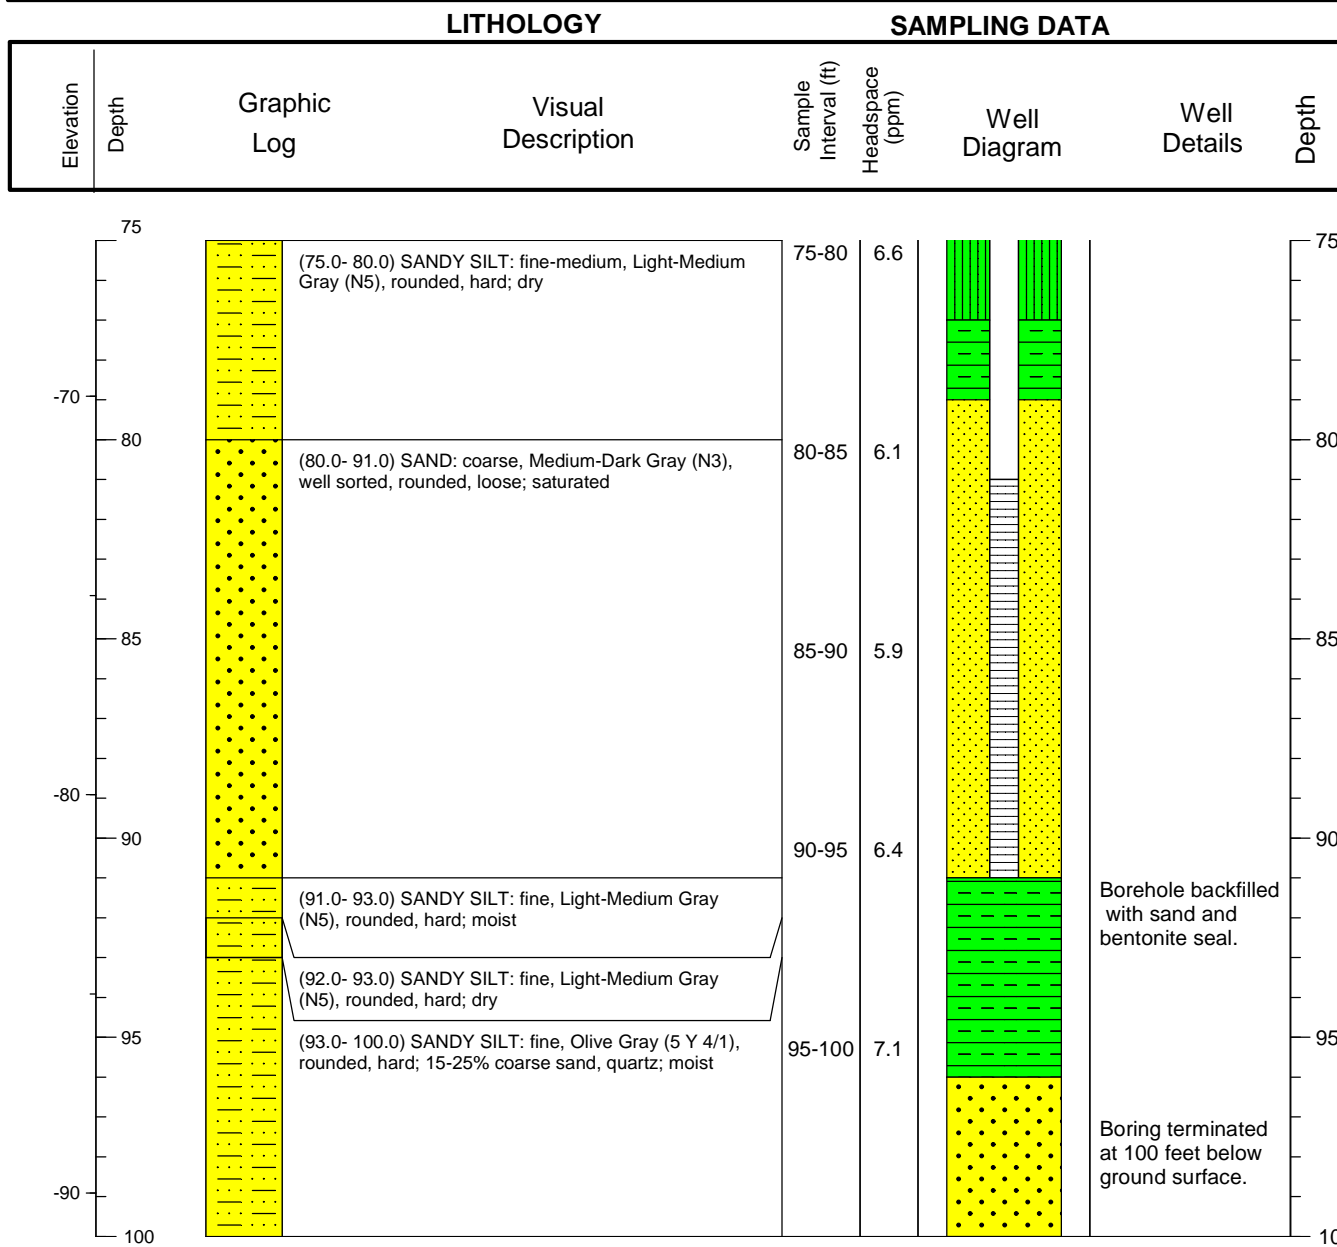 LITHOLOGY
SAMPLING DATA
Elevation
Depth
Graphic
Log
Visual
Description
Sample
Interval (ft)
Headspace
(ppm)
Well
Diagram
Well
Details
Depth
75
(75.0- 80.0) SANDY SILT: fine-medium, Light-Medium
Gray (N5), rounded, hard; dry
75-80 6.6
75
-70
80
(80.0- 91.0) SAND: coarse, Medium-Dark Gray (N3),
well sorted, rounded, loose; saturated
80-85 6.1
80
85
85-90 5.9
85
-80
90
90-95 6.4
90
(91.0- 93.0) SANDY SILT: fine, Light-Medium Gray
(N5), rounded, hard; moist
Borehole backfilled
with sand and
bentonite seal.
(92.0- 93.0) SANDY SILT: fine, Light-Medium Gray
(N5), rounded, hard; dry
95
(93.0- 100.0) SANDY SILT: fine, Olive Gray (5 Y 4/1),
rounded, hard; 15-25% coarse sand, quartz; moist
95-100 7.1
95
Boring terminated
at 100 feet below
ground surface.
-90
100
10